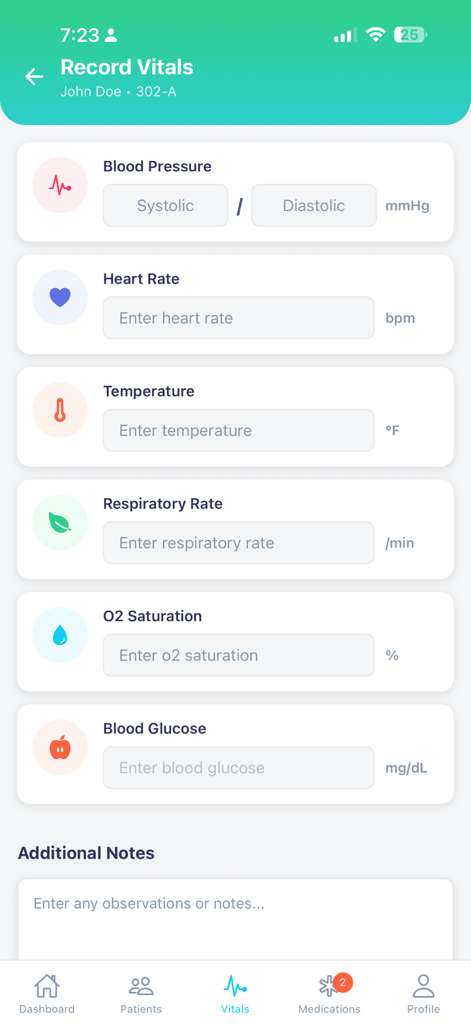 7:23
25
Record Vitals
John Doe • 302-A
Blood Pressure
Systolic / Diastolic mmHg
Heart Rate
Enter heart rate bpm
Temperature
Enter temperature °F
Respiratory Rate
Enter respiratory rate /min
O2 Saturation
Enter o2 saturation %
Blood Glucose
Enter blood glucose mg/dL
Additional Notes
Enter any observations or notes...
2
Dashboard Patients Vitals Medications Profile